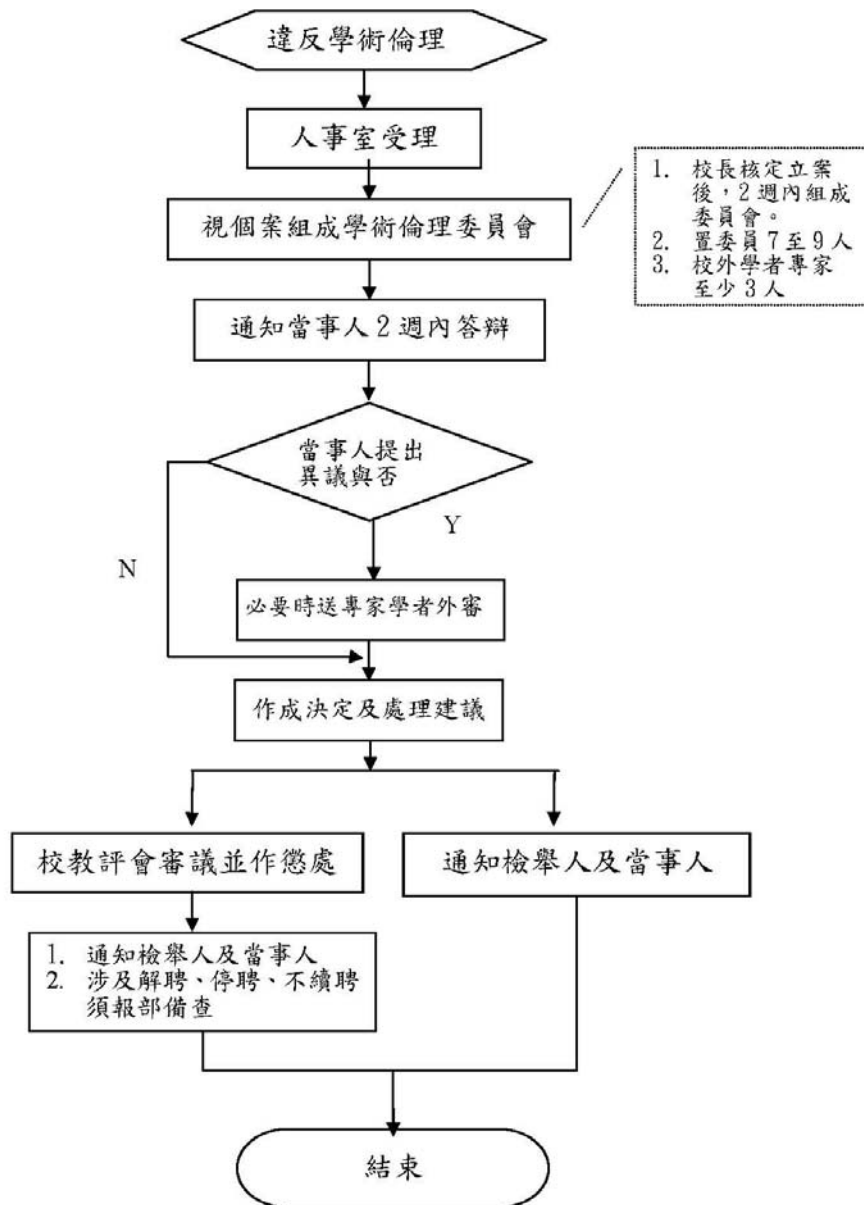 違反學術倫理
人事室受理
1. 校長核定立案
後，2週內組成
委員會。
2. 置委員7至9人
3. 校外學者專家
至少3人
視個案組成學術倫理委員會
通知當事人2週內答辯
當事人提出
異議與否
Y
N
必要時送專家學者外審
作成決定及處理建議
校教評會審議並作懲處
通知檢舉人及當事人
1. 通知檢舉人及當事人
2. 涉及解聘、停聘、不續聘
須報部備查
結束